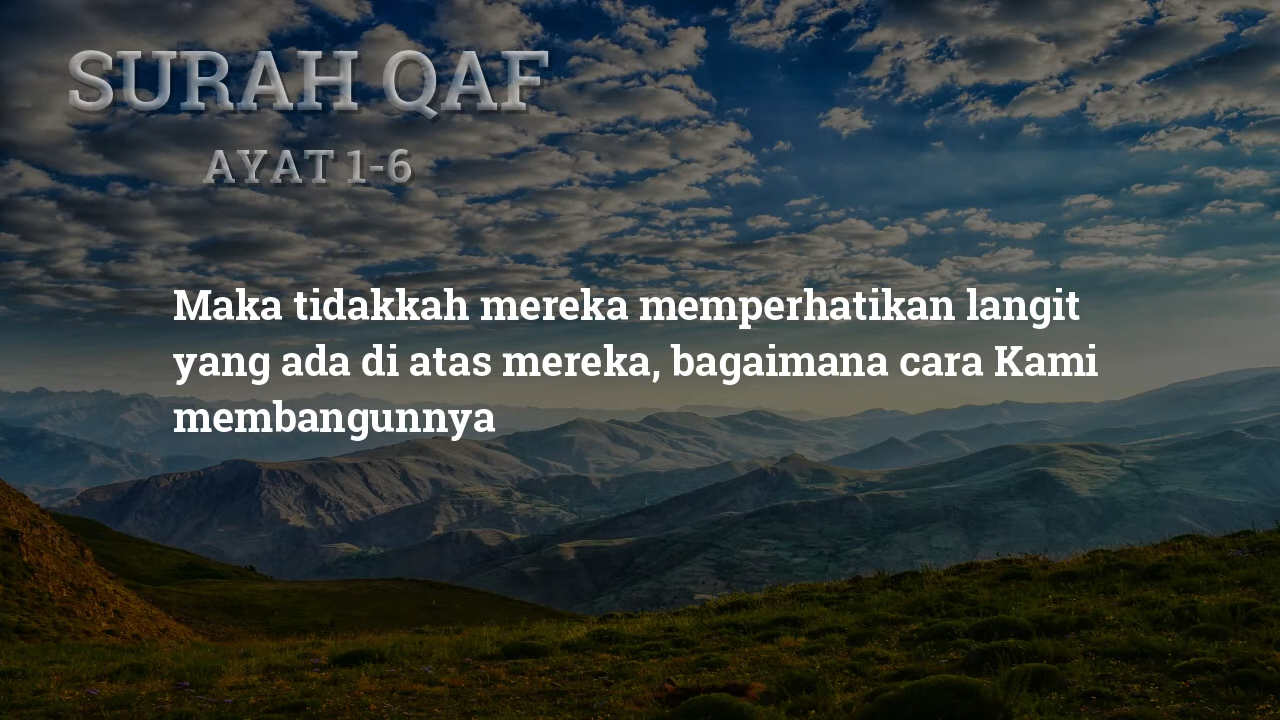 SURAH QAF
AYAT 1-6
Maka tidakkah mereka memperhatikan langit
yang ada di atas mereka, bagaimana cara Kami
membangunnya